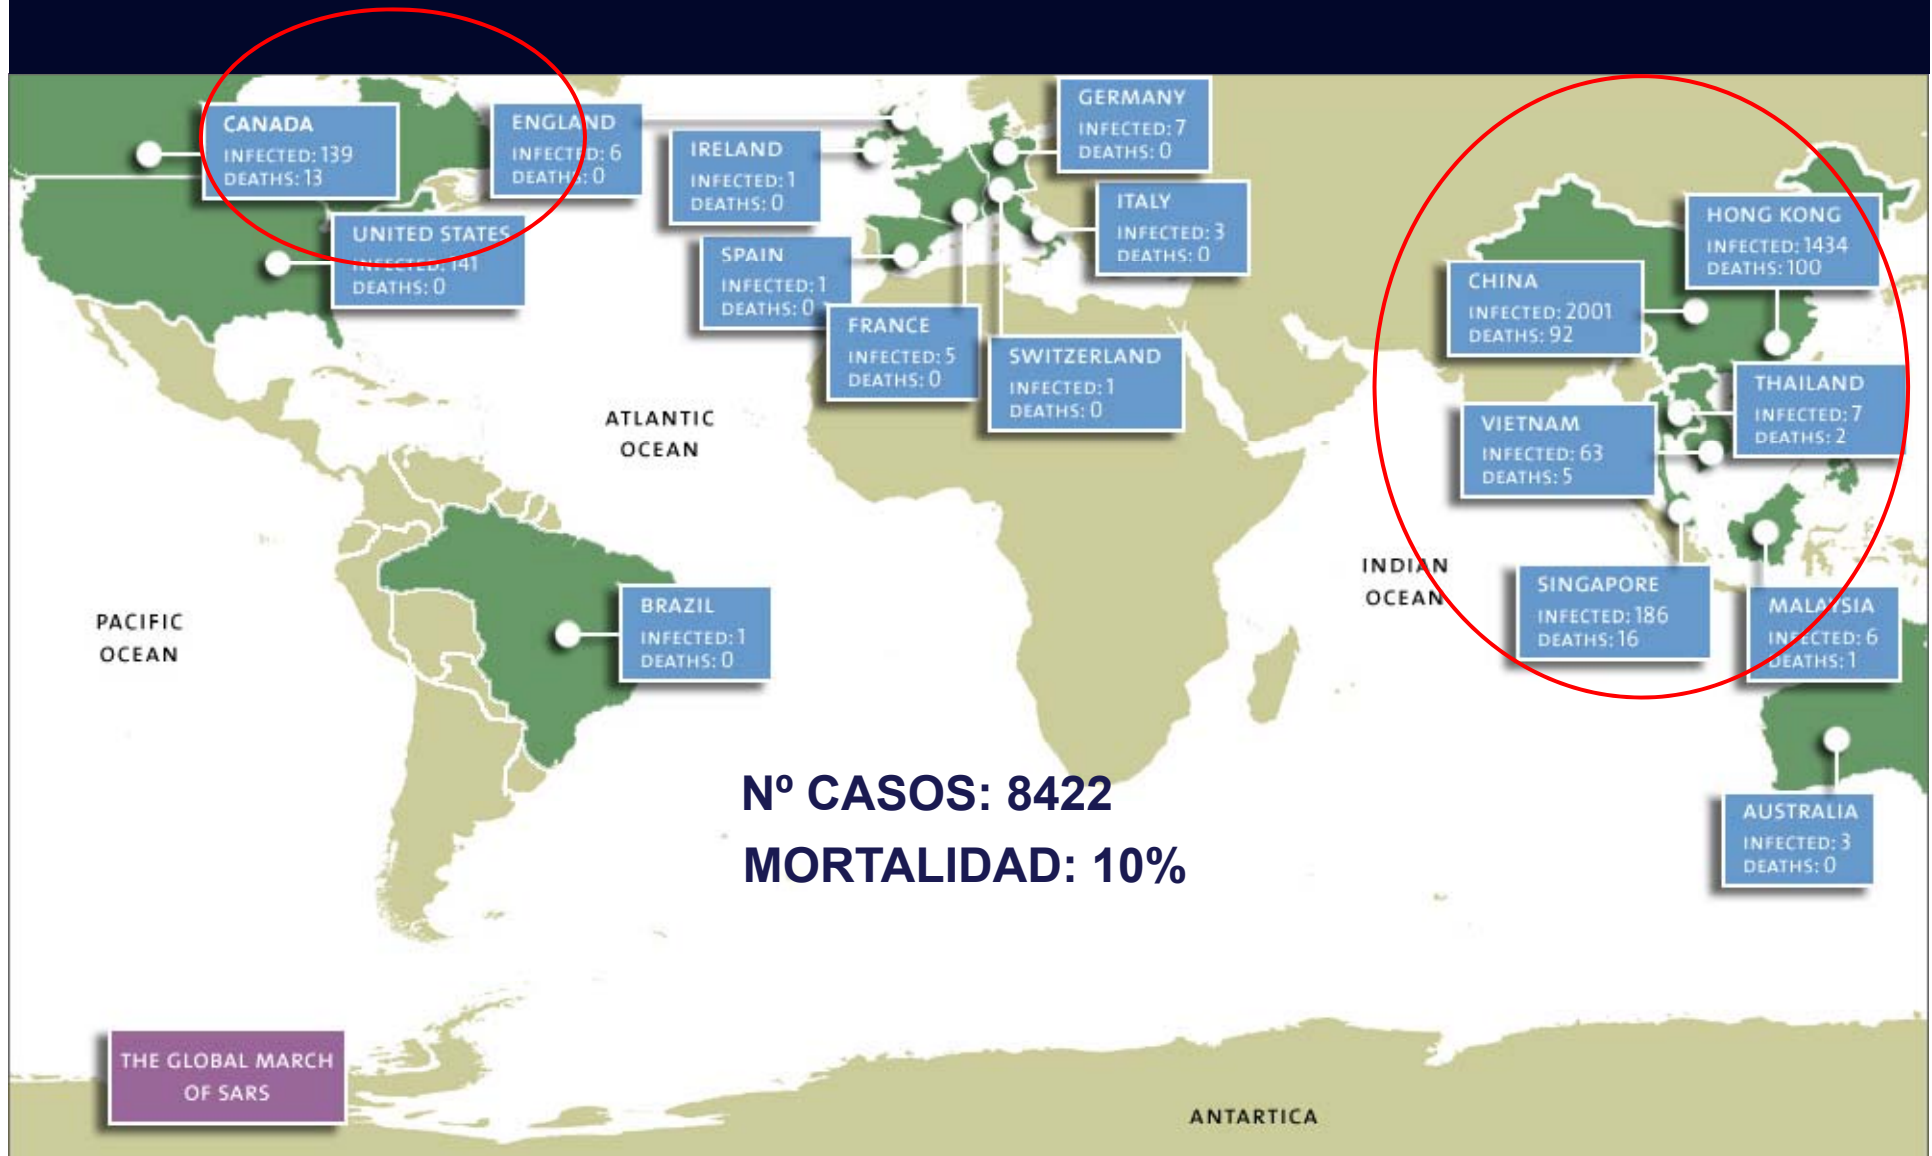 CANADA
INFECTED: 139
DEATHS: 13
ENGLAND
INFECTED: 6
DEATHS: 0
IRELAND
INFECTED: 1
DEATHS: 0
GERMANY
INFECTED: 7
DEATHS: 0
ITALY
INFECTED: 3
DEATHS: 0
UNITED STATES
INFECTED: 141
DEATHS: 0
SPAIN
INFECTED: 1
DEATHS: 0
FRANCE
INFECTED: 5
DEATHS: 0
SWITZERLAND
INFECTED: 1
DEATHS: 0
HONG KONG
INFECTED: 1434
DEATHS: 100
CHINA
INFECTED: 2001
DEATHS: 92
THAILAND
INFECTED: 7
DEATHS: 2
VIETNAM
INFECTED: 63
DEATHS: 5
ATLANTIC
OCEAN
INDIAN
OCEAN
SINGAPORE
INFECTED: 186
DEATHS: 16
MALAYSIA
INFECTED: 6
DEATHS: 1
BRAZIL
INFECTED: 1
DEATHS: 0
PACIFIC
OCEAN
Nº CASOS: 8422
MORTALIDAD: 10%
AUSTRALIA
INFECTED: 3
DEATHS: 0
THE GLOBAL MARCH
OF SARS
ANTARTICA